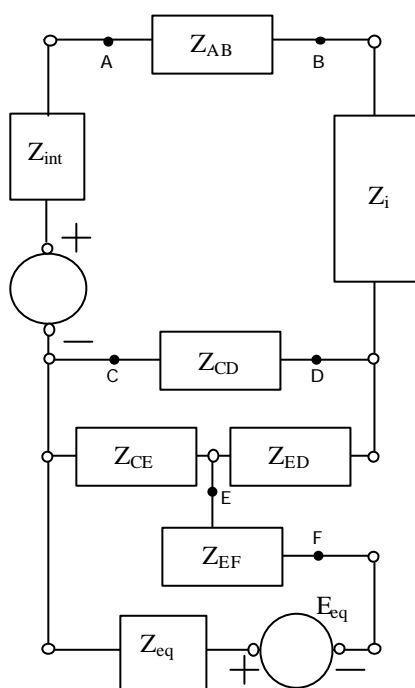 A Z_AB B
Z_int
Z_i
+
−
C Z_CD D
Z_CE Z_ED
E
Z_EF F
E_eq
Z_eq
+ −